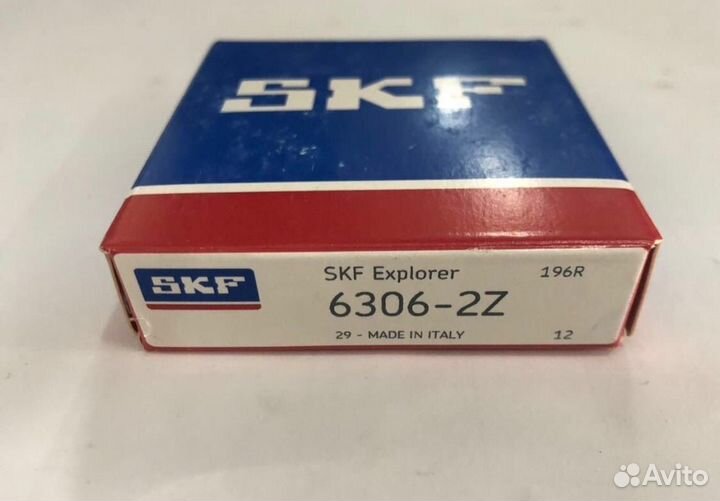 SKF
SKF
SKF Explorer
196R
6306-2Z
29 - MADE IN ITALY
12
Avito